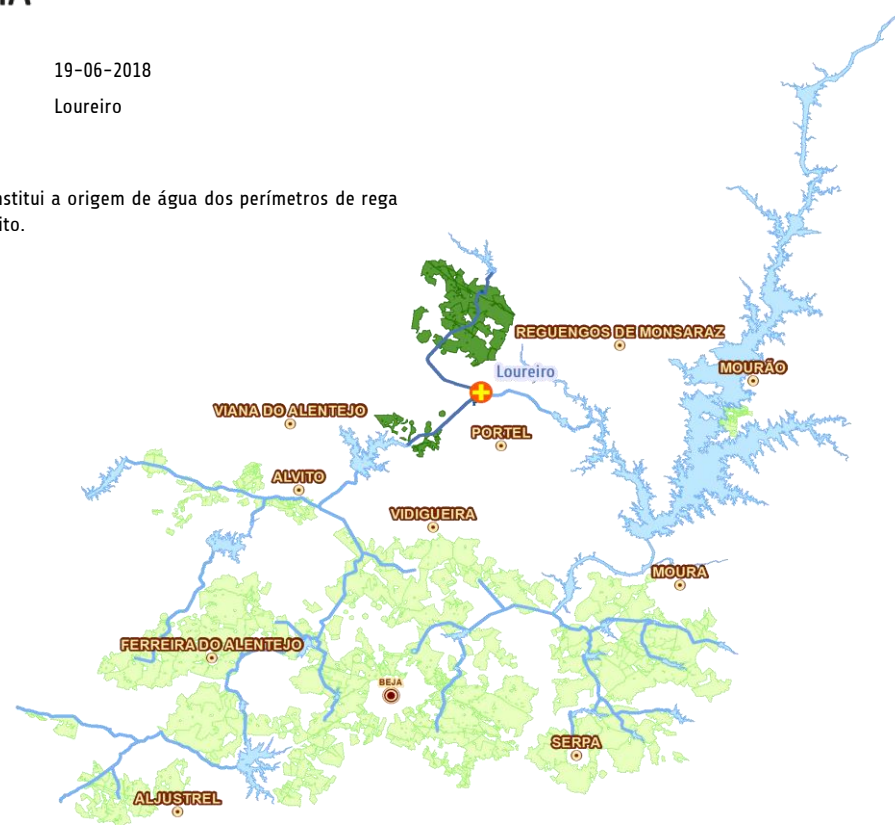 19-06-2018
Loureiro
nstitui a origem de água dos perímetros de rega
ito.
REGUENGOS DE MONSARAZ
Loureiro
MOURÃO
VIANA DO ALENTEJO
PORTEL
ALVITO
VIDIGUEIRA
MOURA
FERREIRA DO ALENTEJO
BEJA
SERPA
ALJUSTREL